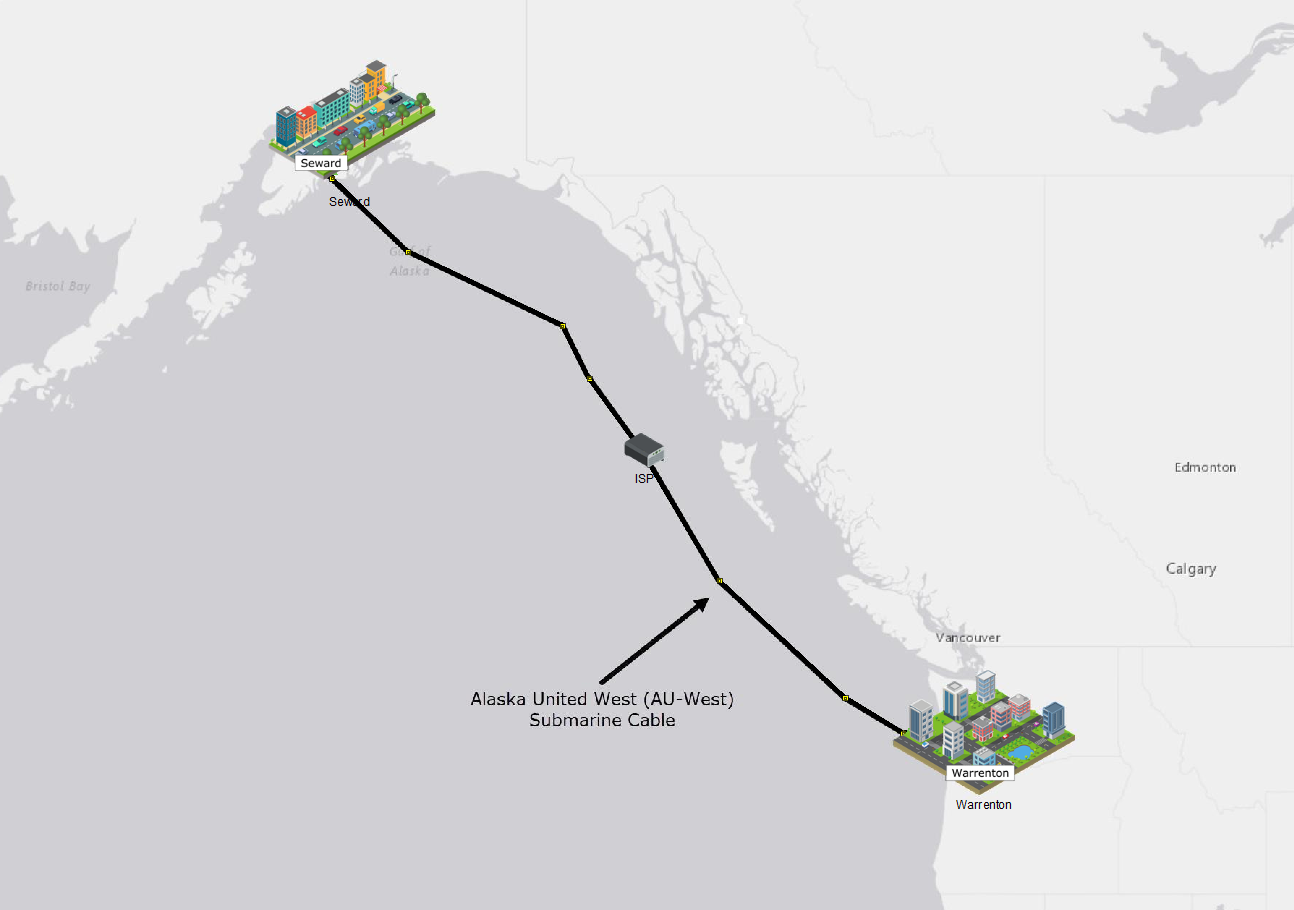 Seward
Seward
Gulf of
Alaska
Bristol Bay
Edmonton
ISP
Calgary
Vancouver
Alaska United West (AU-West)
Submarine Cable
Warrenton
Warrenton